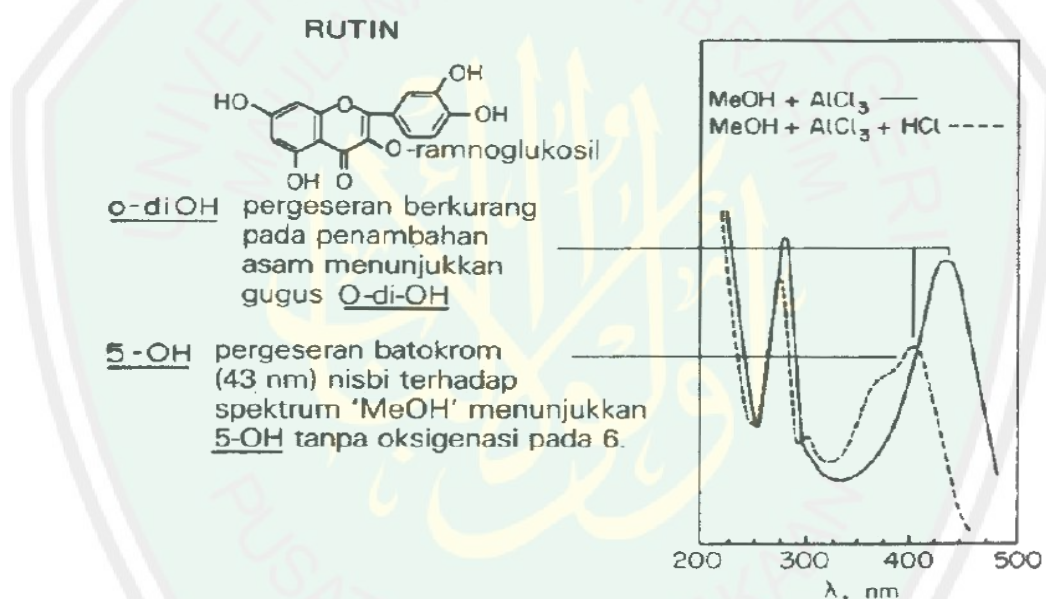 RUTIN
OH
HO
O
OH
O-ramnoglukosil
OH O
o-diOH pergeseran berkurang
pada penambahan
asam menunjukkan
gugus O-di-OH
5-OH pergeseran batokrom
(43 nm) nisbi terhadap
spektrum 'MeOH' menunjukkan
5-OH tanpa oksigenasi pada 6.
MeOH + AlCl₃ —
MeOH + AlCl₃ + HCl ----
200 300 400 500
λ, nm